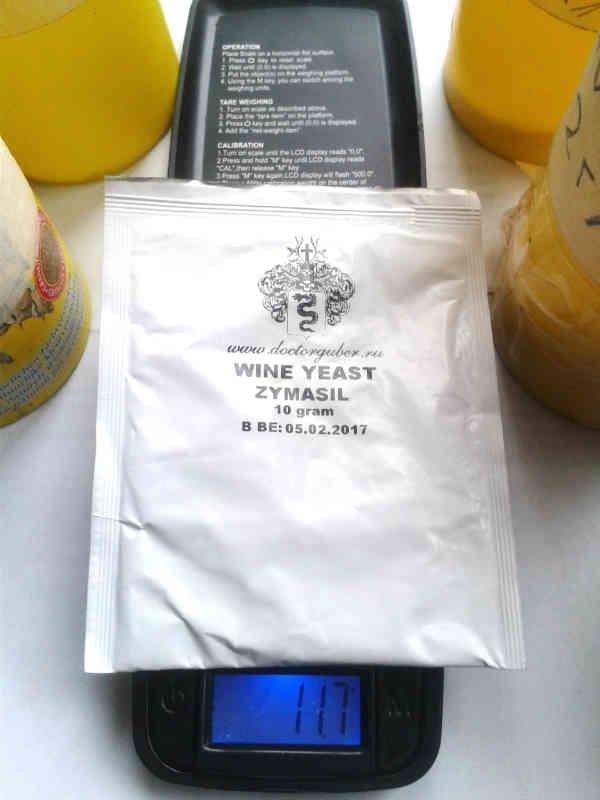 OPERATION
Place Scale on a horizontal flat surface.
1. Press key to reset scale.
2. Wait until (0,0) is displayed.
3. Put the object(s) on the weighing platform.
4. Using the M key, you can switch among the
weighing units.
TARE WEIGHING
1. Turn on scale as described above.
2. Place the "tare item" on the platform.
3. Press key and wait until (0,0) is displayed.
4. Add the "net-weight-item"
CALIBRATION
1.Turn on scale until the LCD display reads "0,0".
2.Press and hold "M" key until LCD display reads
"CAL",then release "M" key
3.Press "M" key again,LCD display will flash "500.0"
www.doctorguber.ru
WINE YEAST
ZYMASIL
10 gram
B BE: 05.02.2017
11.7
M